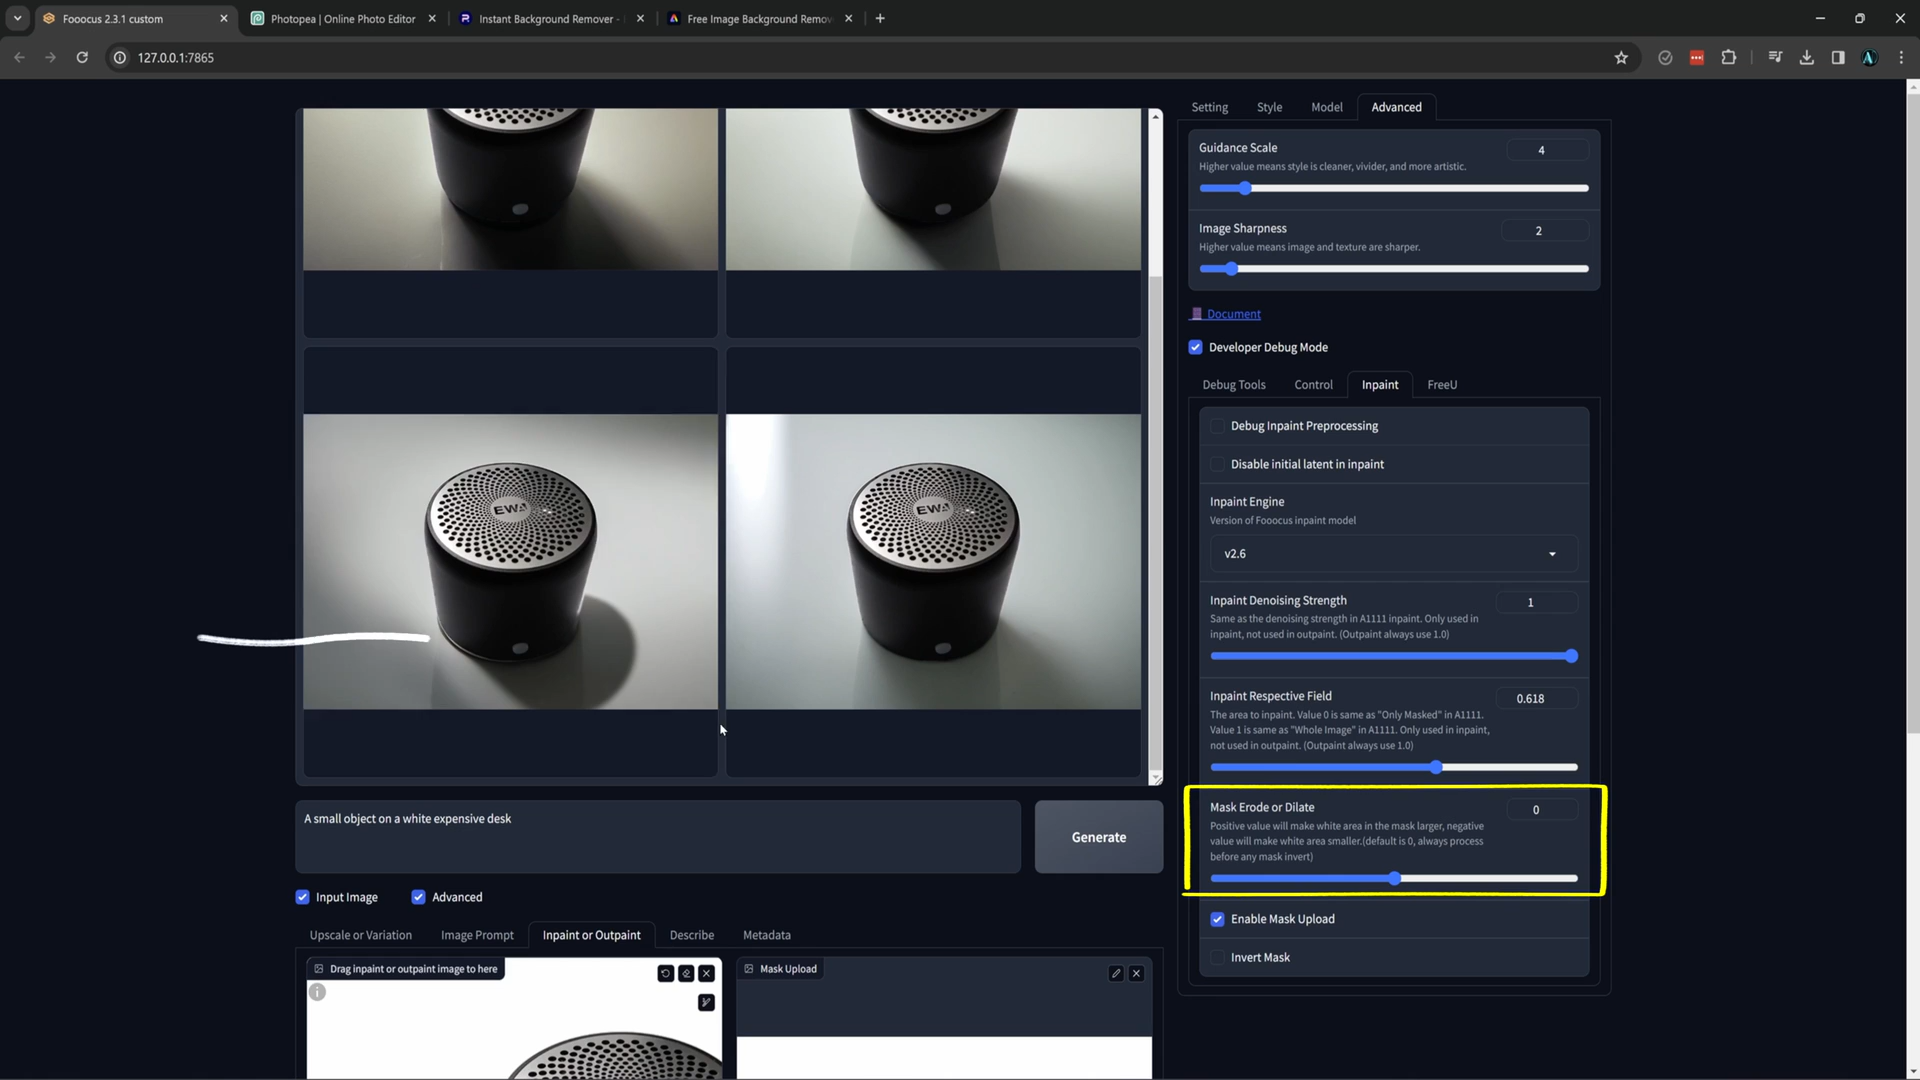 Fooocus 2.3.1 custom
Photopea | Online Photo Editor
Instant Background Remover -
Free Image Background Remov
127.0.0.1:7865
EWA
EWA
A small object on a white expensive desk
Generate
Input Image
Advanced
Upscale or Variation
Image Prompt
Inpaint or Outpaint
Describe
Metadata
Drag inpaint or outpaint image to here
Mask Upload
Setting
Style
Model
Advanced
Guidance Scale
4
Higher value means style is cleaner, vivider, and more artistic.
Image Sharpness
2
Higher value means image and texture are sharper.
Document
Developer Debug Mode
Debug Tools
Control
Inpaint
FreeU
Debug Inpaint Preprocessing
Disable initial latent in inpaint
Inpaint Engine
Version of Fooocus inpaint model
v2.6
Inpaint Denoising Strength
1
Same as the denoising strength in A1111 inpaint. Only used in
inpaint, not used in outpaint. (Outpaint always use 1.0)
Inpaint Respective Field
0.618
The area to inpaint. Value 0 is same as "Only Masked" in A1111.
Value 1 is same as "Whole Image" in A1111. Only used in inpaint,
not used in outpaint. (Outpaint always use 1.0)
Mask Erode or Dilate
0
Positive value will make white area in the mask larger, negative
value will make white area smaller.(default is 0, always process
before any mask invert)
Enable Mask Upload
Invert Mask